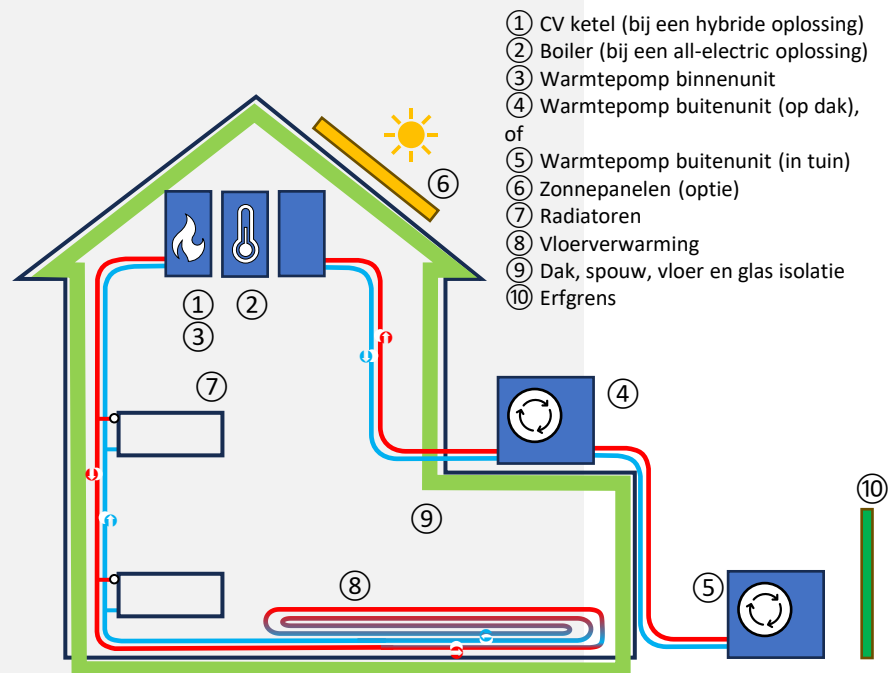 ① CV ketel (bij een hybride oplossing)
② Boiler (bij een all-electric oplossing)
③ Warmtepomp binnenunit
④ Warmtepomp buitenunit (op dak),
of
⑤ Warmtepomp buitenunit (in tuin)
⑥ Zonnepanelen (optie)
⑦ Radiatoren
⑧ Vloerverwarming
⑨ Dak, spouw, vloer en glas isolatie
⑩ Erfgrens
⑥
①
②
③
⑦
④
⑨
⑩
⑧
⑤